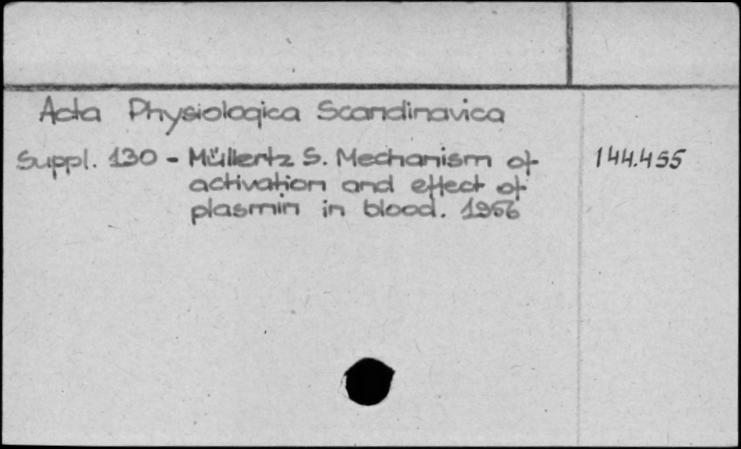 Acta Physiologica Scandinavica
Suppl. 130 - Müllertz S. Mechanism of 144.455
activation and effect of
plasmin in blood. 1956